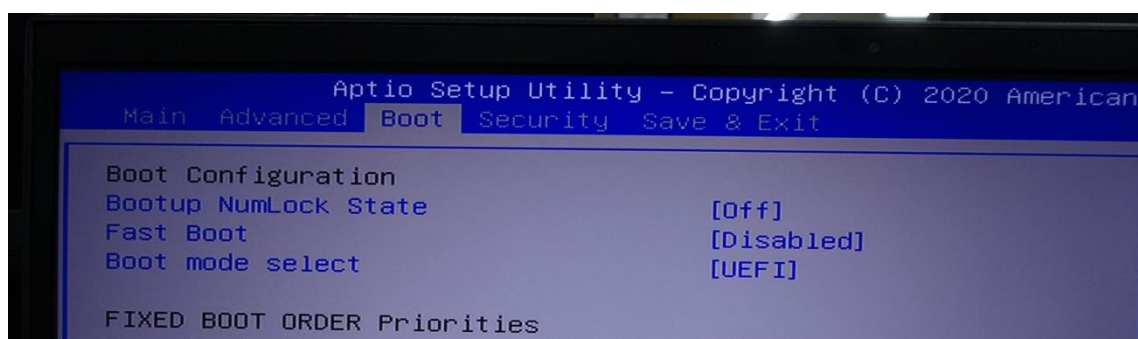 Aptio Setup Utility – Copyright (C) 2020 American
Main Advanced Boot Security Save & Exit
Boot Configuration
Bootup NumLock State [Off]
Fast Boot [Disabled]
Boot mode select [UEFI]
FIXED BOOT ORDER Priorities